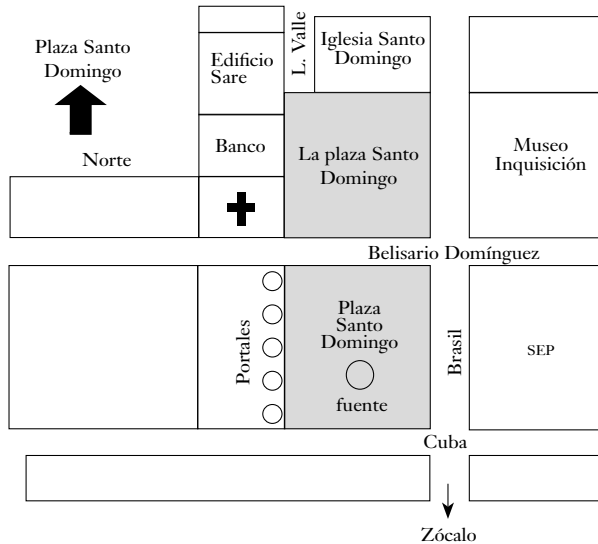 Plaza Santo
Domingo
Norte
Edificio
Sare
Banco
L. Valle
Iglesia Santo
Domingo
La plaza Santo
Domingo
Museo
Inquisición
Belisario Domínguez
Portales
Plaza
Santo
Domingo
fuente
Brasil
SEP
Cuba
Zócalo